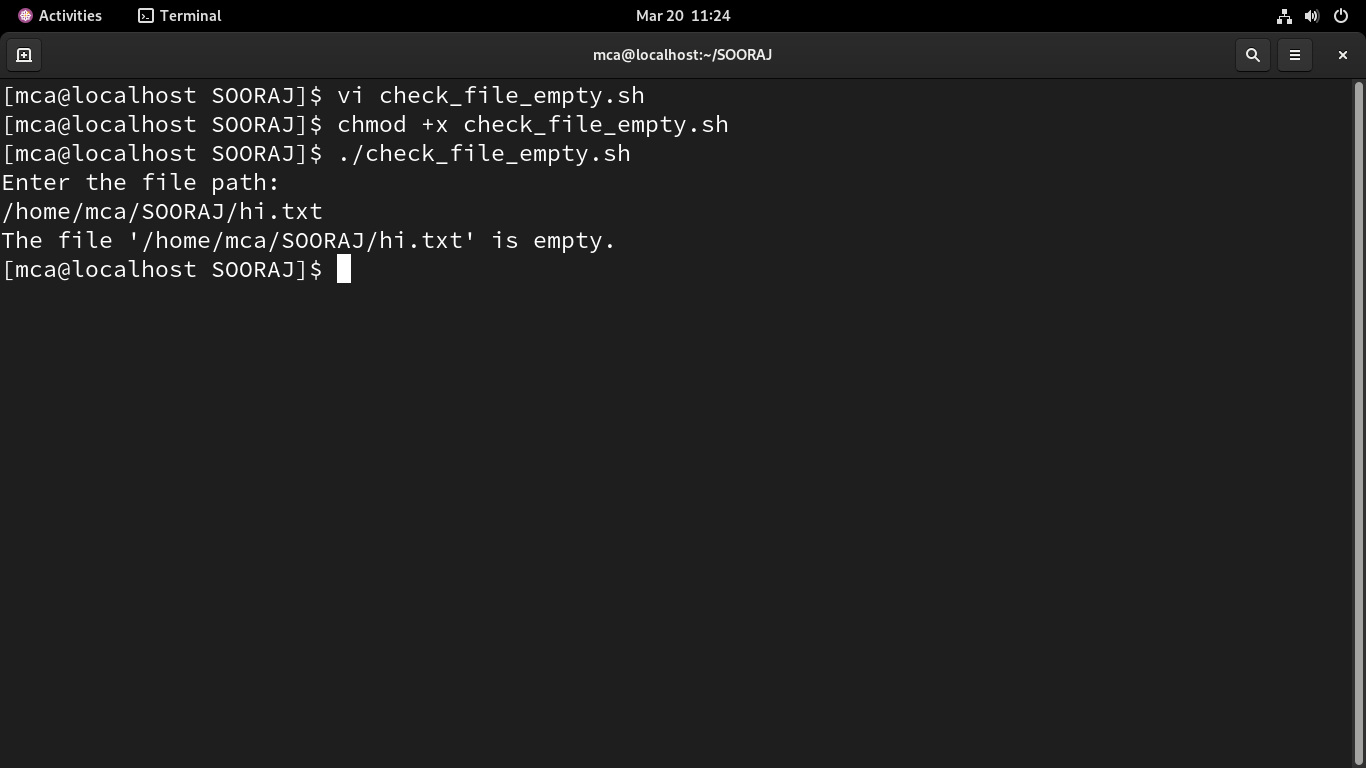 Activities Terminal Mar 20 11:24
mca@localhost:~/SOORAJ
[mca@localhost SOORAJ]$ vi check_file_empty.sh
[mca@localhost SOORAJ]$ chmod +x check_file_empty.sh
[mca@localhost SOORAJ]$ ./check_file_empty.sh
Enter the file path:
/home/mca/SOORAJ/hi.txt
The file '/home/mca/SOORAJ/hi.txt' is empty.
[mca@localhost SOORAJ]$